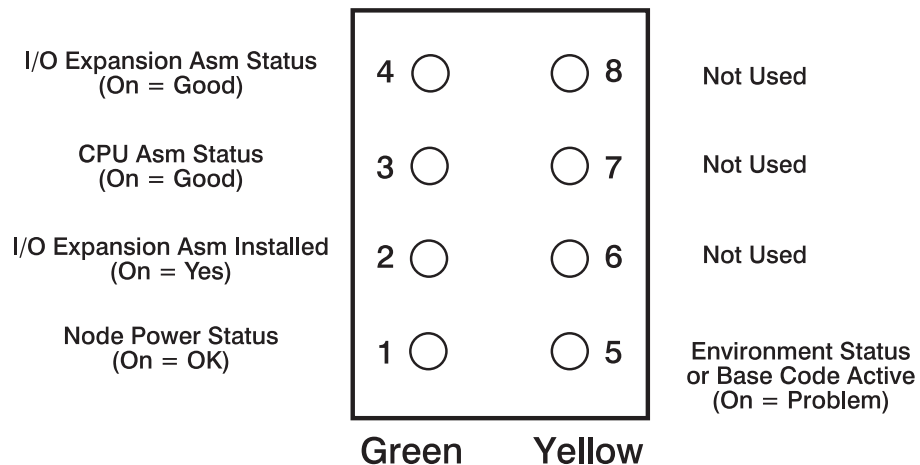 I/O Expansion Asm Status
(On = Good)
4
8
Not Used
CPU Asm Status
(On = Good)
3
7
Not Used
I/O Expansion Asm Installed
(On = Yes)
2
6
Not Used
Node Power Status
(On = OK)
1
5
Environment Status
or Base Code Active
(On = Problem)
Green
Yellow